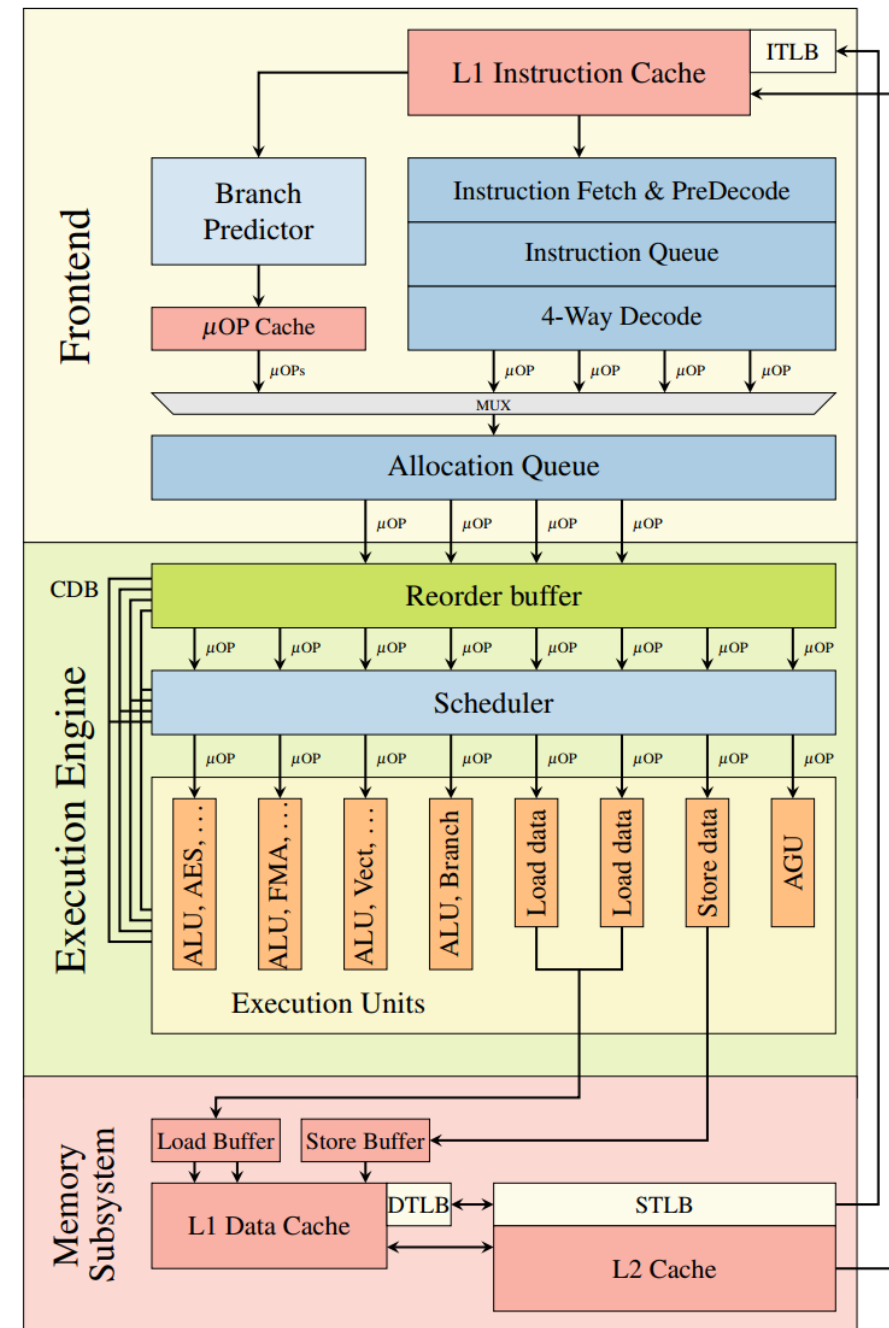 L1 Instruction Cache
ITLB
Frontend
Branch
Predictor
Instruction Fetch & PreDecode
Instruction Queue
4-Way Decode
μOP Cache
μOPs
μOP
μOP
μOP
μOP
MUX
Allocation Queue
μOP
μOP
μOP
μOP
Execution Engine
CDB
Reorder buffer
μOP
μOP
μOP
μOP
μOP
μOP
μOP
μOP
Scheduler
μOP
μOP
μOP
μOP
μOP
μOP
μOP
μOP
ALU, AES, …
ALU, FMA, …
ALU, Vect, …
ALU, Branch
Load data
Load data
Store data
AGU
Execution Units
Memory
Subsystem
Load Buffer
Store Buffer
L1 Data Cache
DTLB
STLB
L2 Cache